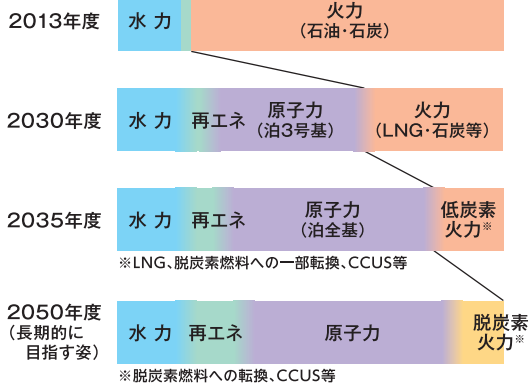 2013年度
水力
火力
(石油・石炭)
2030年度
水力
再エネ
原子力
(泊3号基)
火力
(LNG・石炭等)
2035年度
水力
再エネ
原子力
(泊全基)
低炭素
火力※
※LNG、脱炭素燃料への一部転換、CCUS等
2050年度
(長期的に
目指す姿)
水力
再エネ
原子力
脱炭素
火力※
※脱炭素燃料への転換、CCUS等